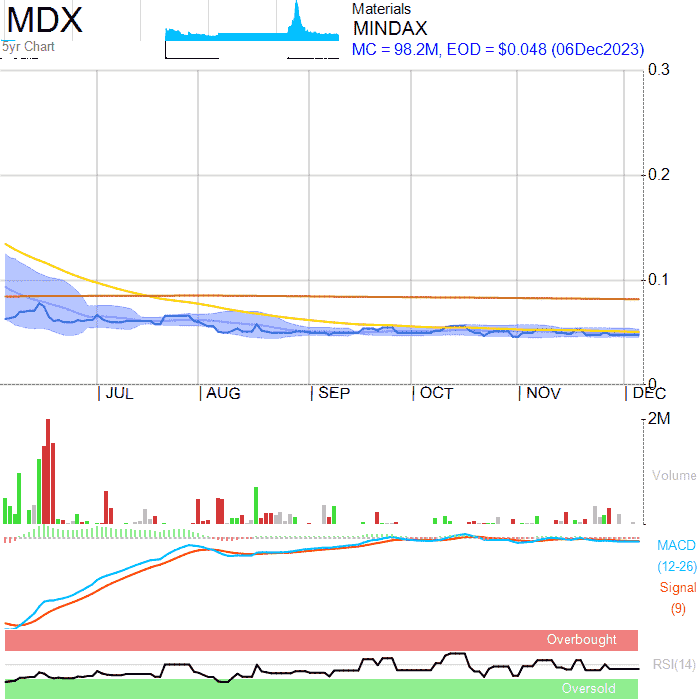 MDX
5yr Chart
Materials
MINDAX
MC = 98.2M, EOD = $0.048 (06Dec2023)
0.3
0.2
0.1
0
JUL AUG SEP OCT NOV DEC
2M
Volume
MACD
(12-26)
Signal
(9)
Overbought
RSI(14)
Oversold